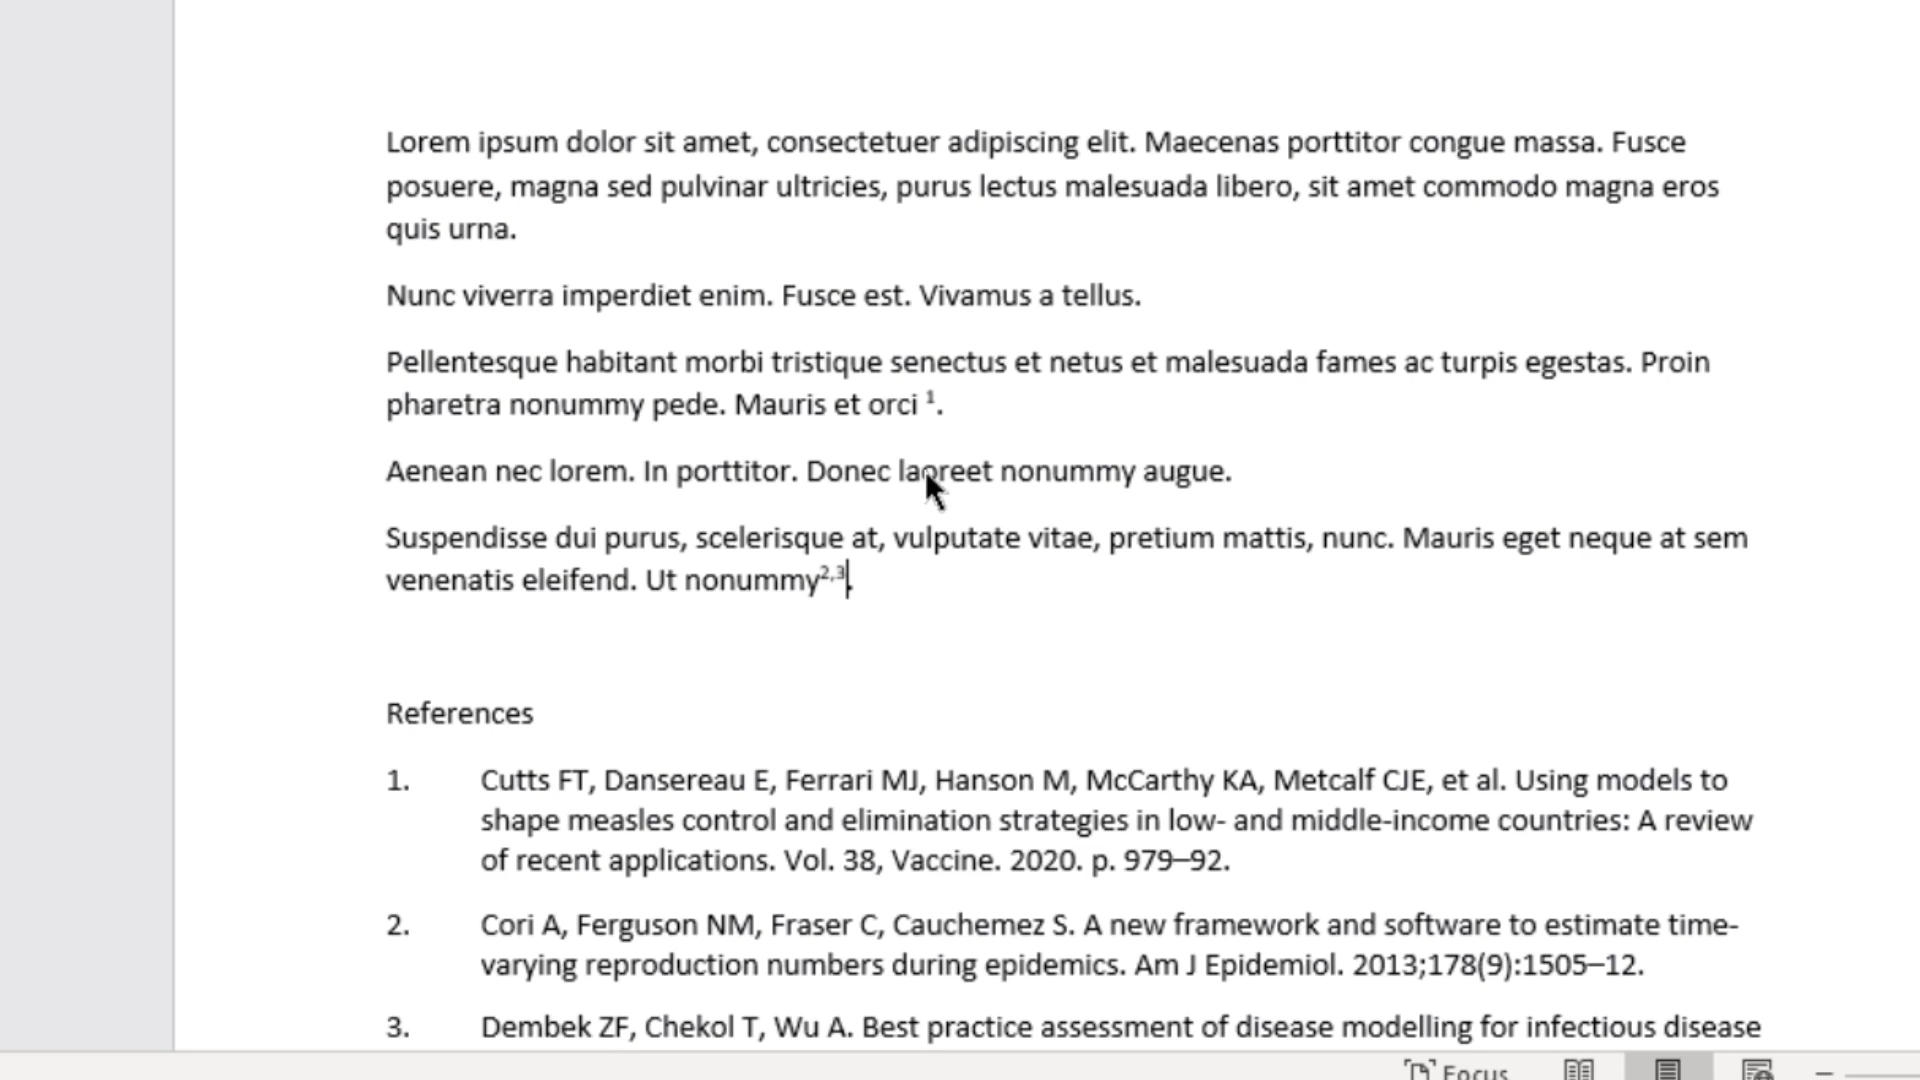 Lorem ipsum dolor sit amet, consectetuer adipiscing elit. Maecenas porttitor congue massa. Fusce
posuere, magna sed pulvinar ultricies, purus lectus malesuada libero, sit amet commodo magna eros
quis urna.
Nunc viverra imperdiet enim. Fusce est. Vivamus a tellus.
Pellentesque habitant morbi tristique senectus et netus et malesuada fames ac turpis egestas. Proin
pharetra nonummy pede. Mauris et orci ¹.
Aenean nec lorem. In porttitor. Donec laoreet nonummy augue.
Suspendisse dui purus, scelerisque at, vulputate vitae, pretium mattis, nunc. Mauris eget neque at sem
venenatis eleifend. Ut nonummy²,³.
References
1. Cutts FT, Dansereau E, Ferrari MJ, Hanson M, McCarthy KA, Metcalf CJE, et al. Using models to
shape measles control and elimination strategies in low- and middle-income countries: A review
of recent applications. Vol. 38, Vaccine. 2020. p. 979–92.
2. Cori A, Ferguson NM, Fraser C, Cauchemez S. A new framework and software to estimate time-
varying reproduction numbers during epidemics. Am J Epidemiol. 2013;178(9):1505–12.
3. Dembek ZF, Chekol T, Wu A. Best practice assessment of disease modelling for infectious disease
Focus